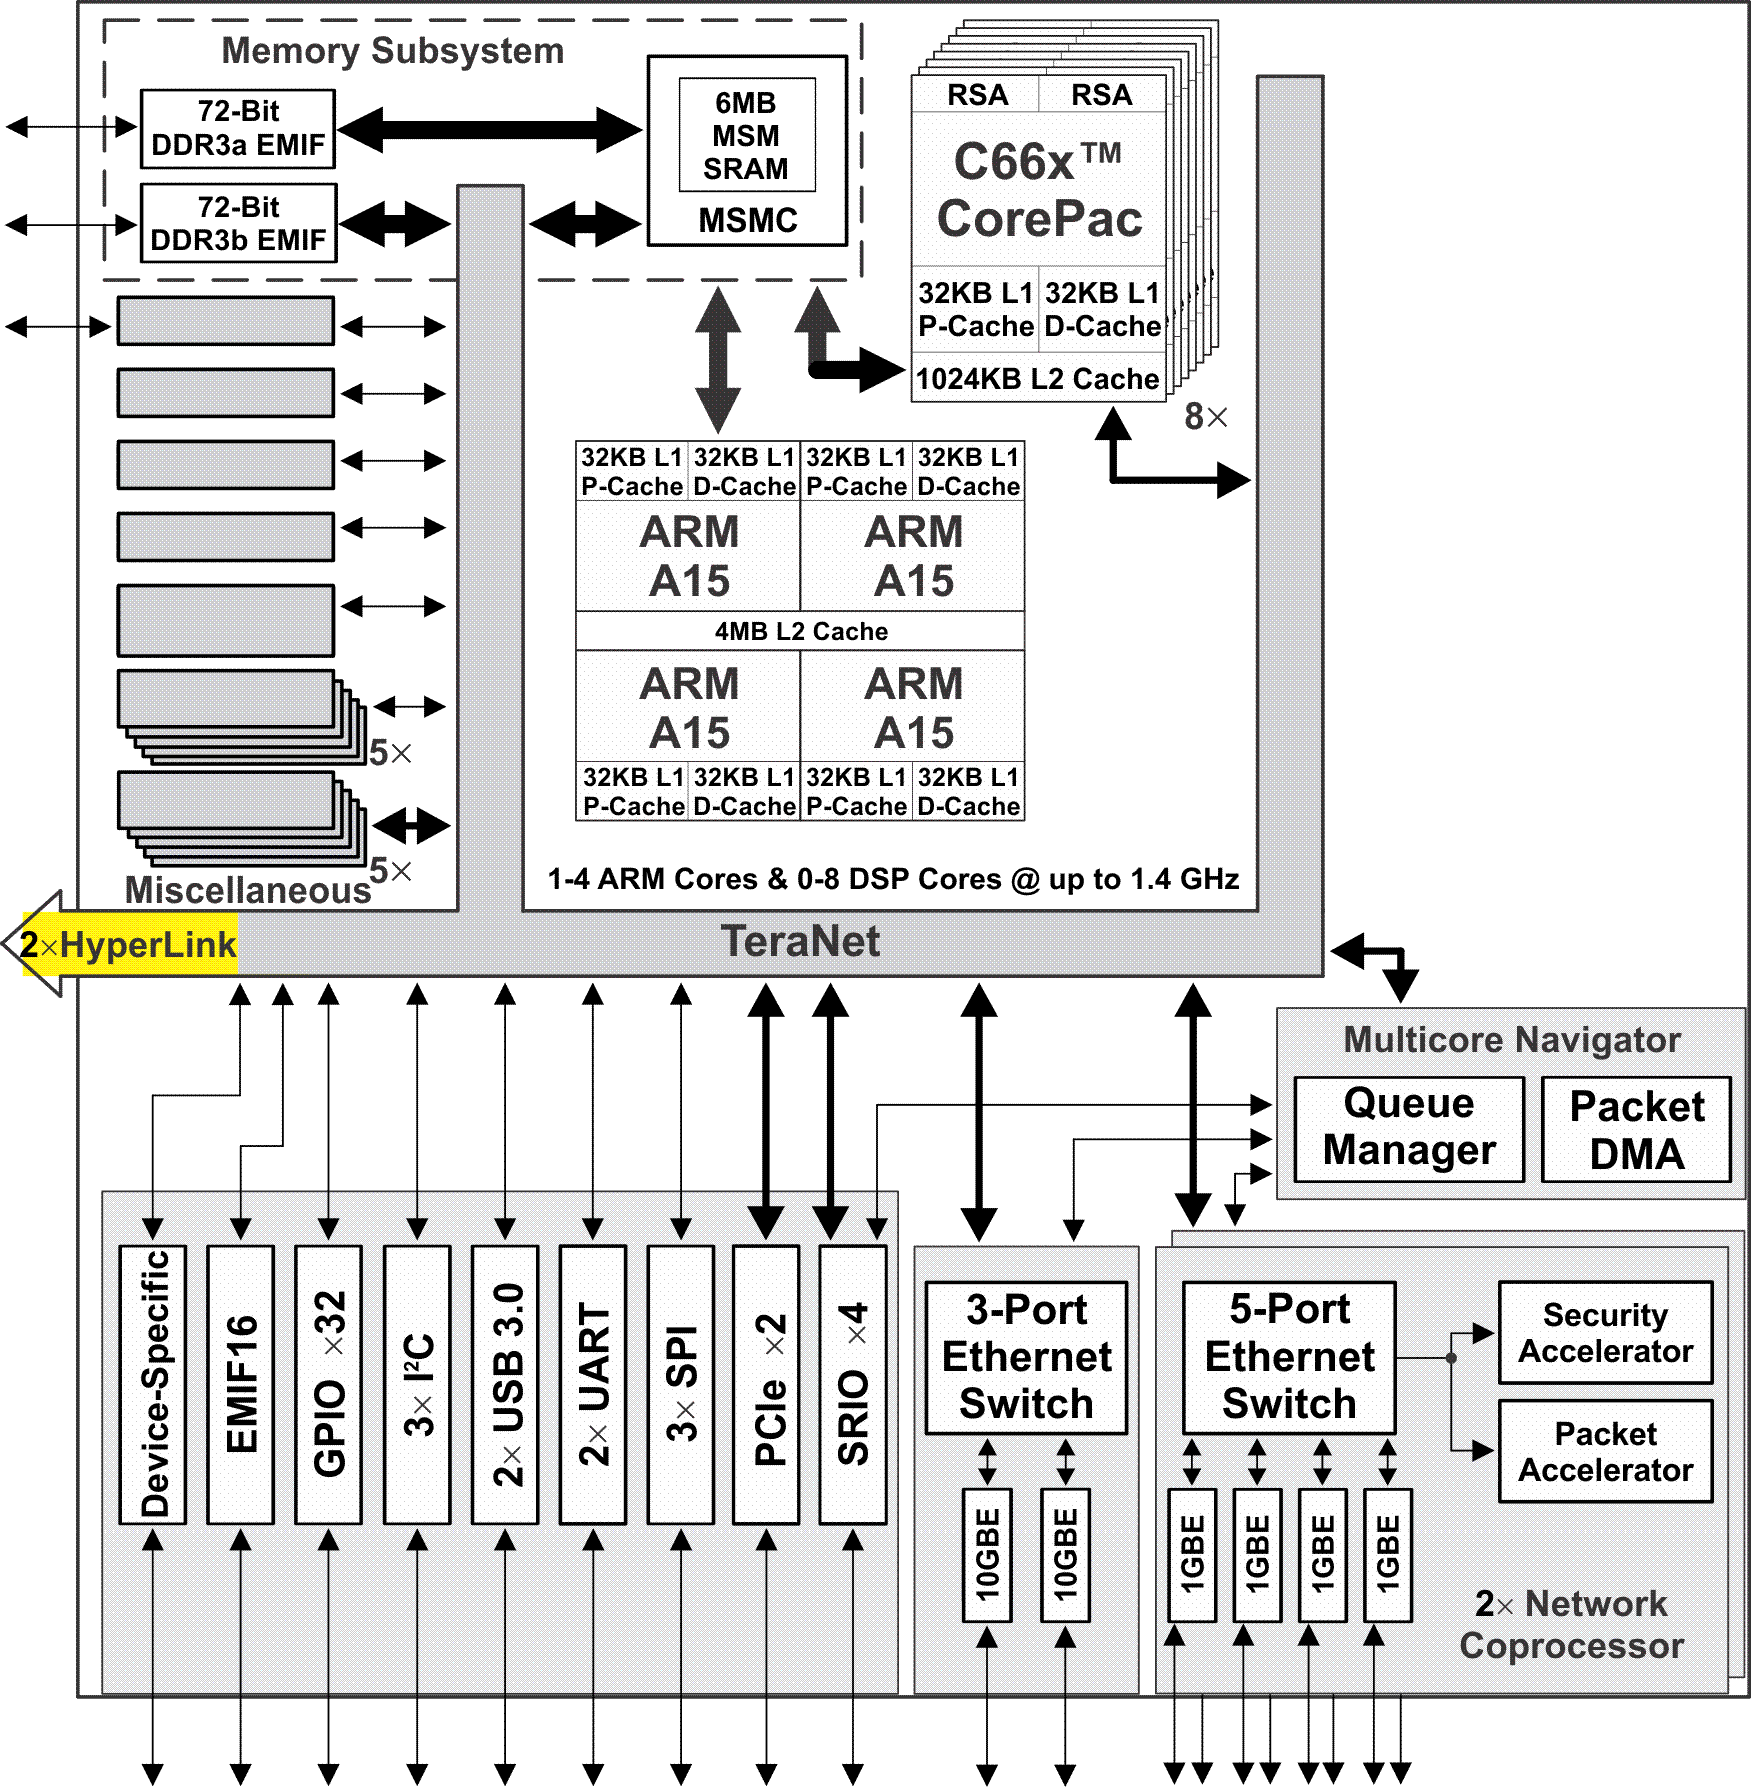 Memory Subsystem
72-Bit
DDR3a EMIF
72-Bit
DDR3b EMIF
6MB
MSM
SRAM
MSMC
RSA RSA
C66x™
CorePac
32KB L1 32KB L1
P-Cache D-Cache
1024KB L2 Cache
8×
32KB L1 32KB L1 32KB L1 32KB L1
P-Cache D-Cache P-Cache D-Cache
ARM ARM
A15 A15
4MB L2 Cache
ARM ARM
A15 A15
32KB L1 32KB L1 32KB L1 32KB L1
P-Cache D-Cache P-Cache D-Cache
5×
5×
Miscellaneous
1-4 ARM Cores & 0-8 DSP Cores @ up to 1.4 GHz
2×HyperLink
TeraNet
Multicore Navigator
Queue
Manager
Packet
DMA
Device-Specific
EMIF16
GPIO ×32
3× I²C
2× USB 3.0
2× UART
3× SPI
PCIe ×2
SRIO ×4
3-Port
Ethernet
Switch
10GBE
10GBE
5-Port
Ethernet
Switch
1GBE
1GBE
1GBE
1GBE
Security
Accelerator
Packet
Accelerator
2× Network
Coprocessor